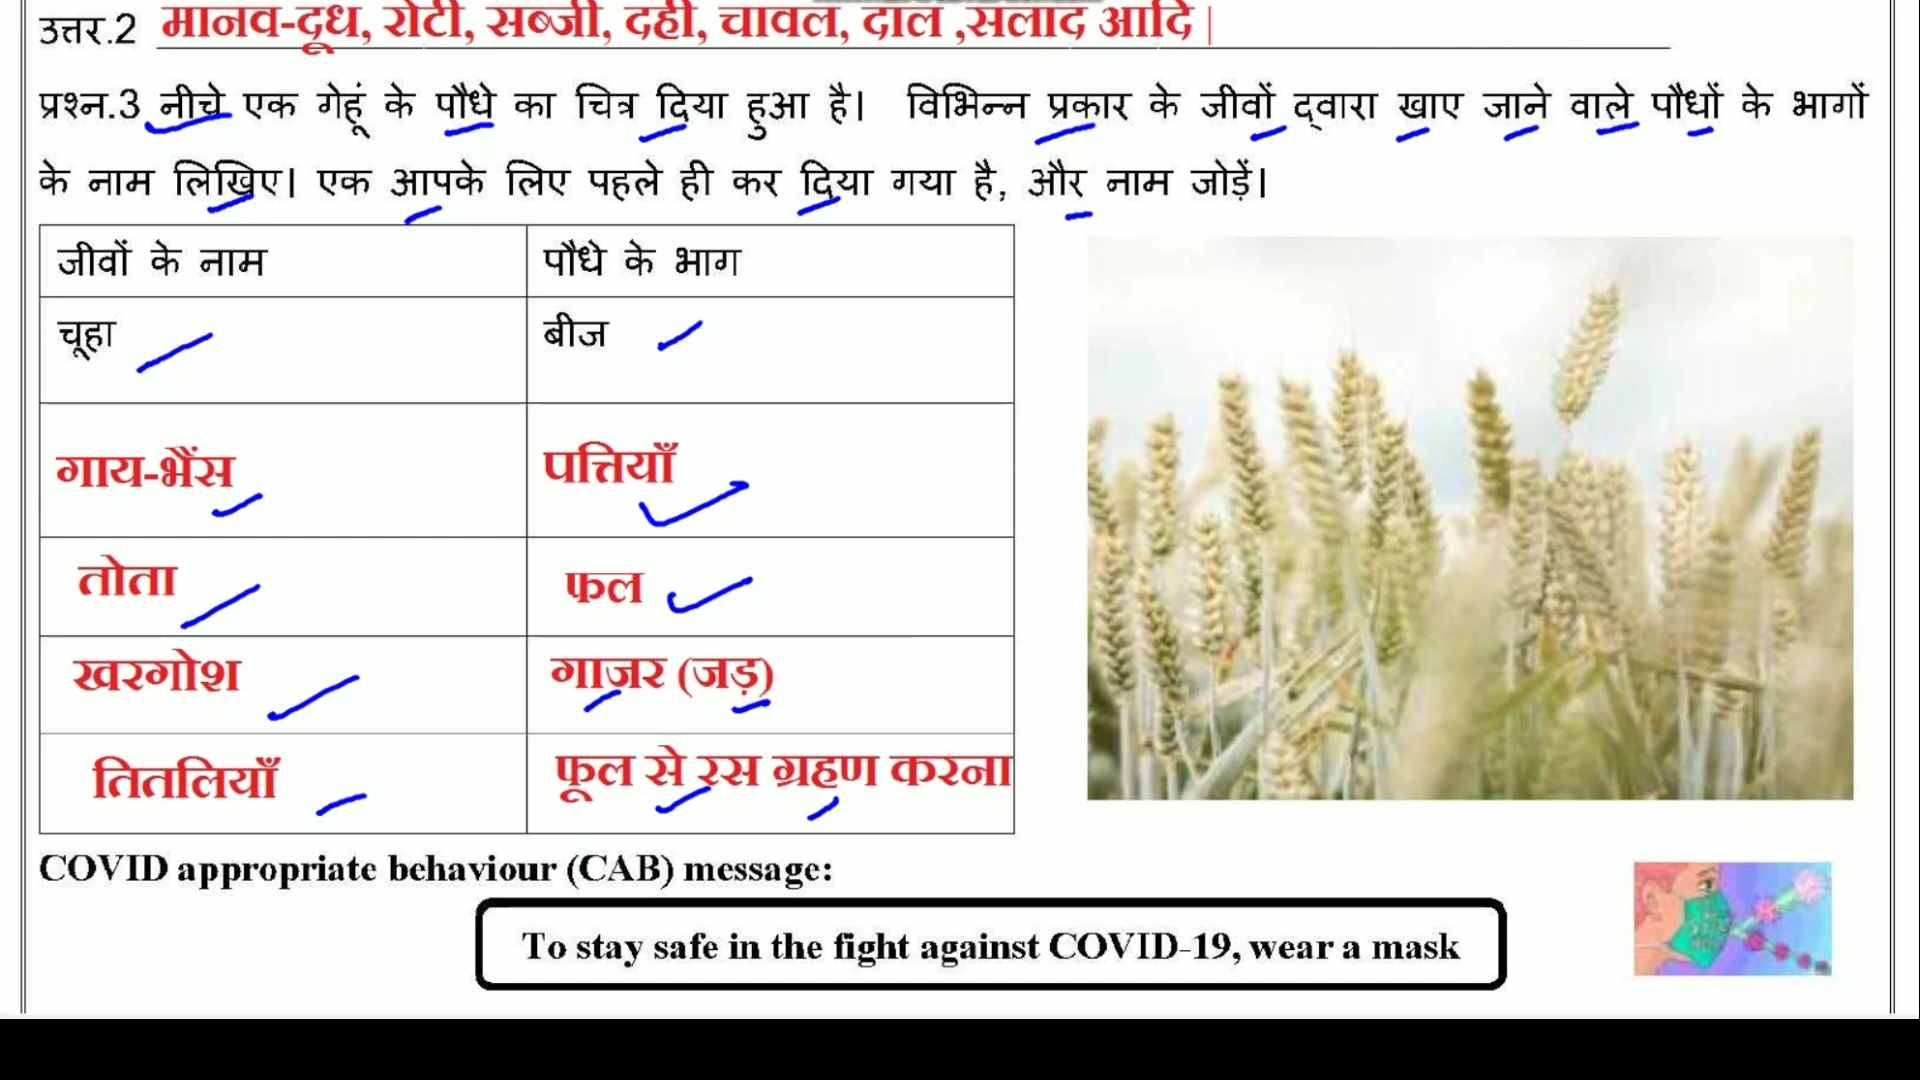 उत्तर.2 मानव-दूध, रोटी, सब्जी, दही, चावल, दाल ,सलाद आदि |
प्रश्न.3 नीचे एक गेहूं के पौधे का चित्र दिया हुआ है। विभिन्न प्रकार के जीवों द्वारा खाए जाने वाले पौधों के भागों
के नाम लिखिए। एक आपके लिए पहले ही कर दिया गया है, और नाम जोड़ें।
जीवों के नाम पौधे के भाग
चूहा बीज
गाय-भैंस पत्तियाँ
तोता फल
खरगोश गाजर (जड़)
तितलियाँ फूल से रस ग्रहण करना
COVID appropriate behaviour (CAB) message:
To stay safe in the fight against COVID-19, wear a mask